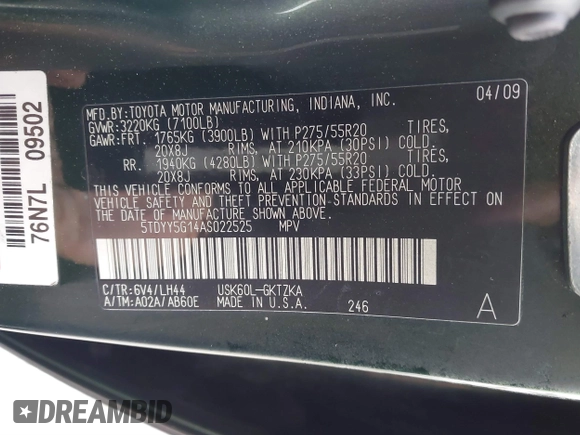 MFD.BY:TOYOTA MOTOR MANUFACTURING, INDIANA, INC. 04/09
GVWR:3220KG (7100LB)
GAWR:FRT. 1765KG (3900LB) WITH P275/55R20 TIRES,
20X8J RIMS, AT 210KPA (30PSI) COLD.
RR. 1940KG (4280LB) WITH P275/55R20 TIRES,
20X8J RIMS, AT 230KPA (33PSI) COLD.
THIS VEHICLE CONFORMS TO ALL APPLICABLE FEDERAL MOTOR
VEHICLE SAFETY AND THEFT PREVENTION STANDARDS IN EFFECT ON
THE DATE OF MANUFACTURE SHOWN ABOVE.
5TDYY5G14AS022525 MPV
C/TR:6V4/LH44 USK60L-GKTZKA
A/TM:A02A/AB60E MADE IN U.S.A. 246 A
76N7L 09502
DREAMBID